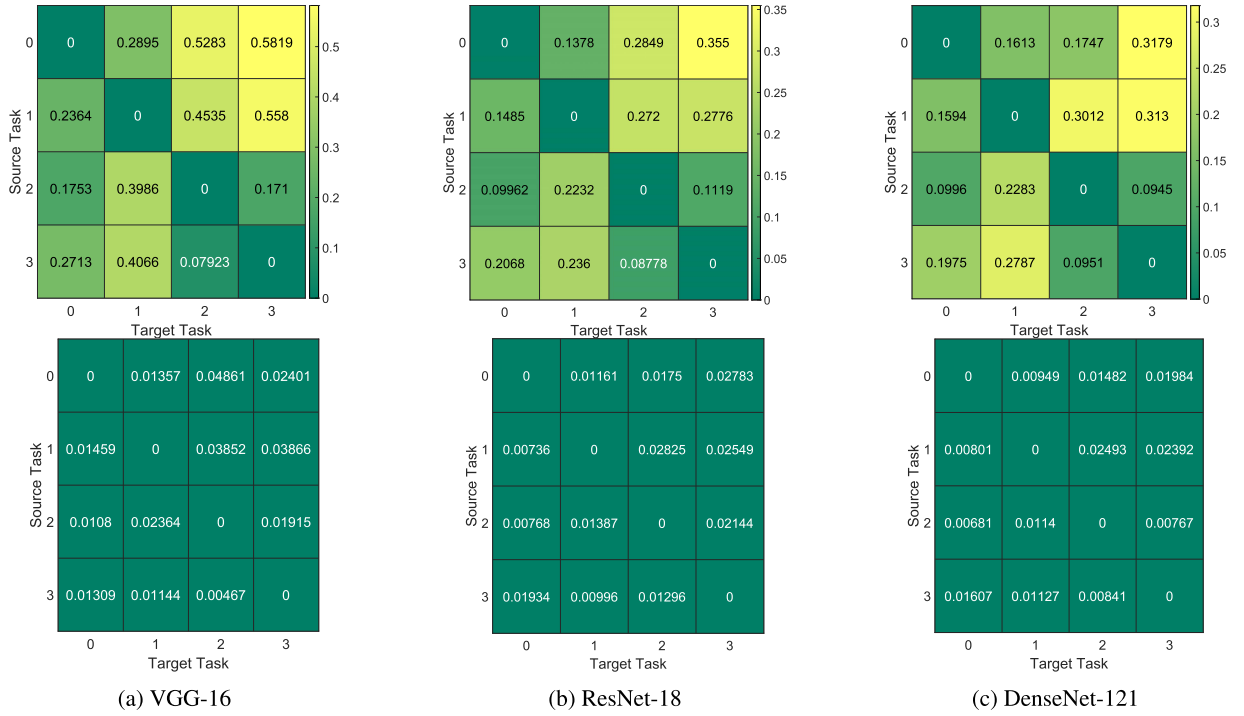 0 0 0.2895 0.5283 0.5819
1 0.2364 0 0.4535 0.558
2 0.1753 0.3986 0 0.171
3 0.2713 0.4066 0.07923 0
0 1 2 3
Source Task
Target Task
0.5
0.4
0.3
0.2
0.1
0
0 0 0.1378 0.2849 0.355
1 0.1485 0 0.272 0.2776
2 0.09962 0.2232 0 0.1119
3 0.2068 0.236 0.08778 0
0 1 2 3
Source Task
Target Task
0.35
0.3
0.25
0.2
0.15
0.1
0.05
0
0 0 0.1613 0.1747 0.3179
1 0.1594 0 0.3012 0.313
2 0.0996 0.2283 0 0.0945
3 0.1975 0.2787 0.0951 0
0 1 2 3
Source Task
Target Task
0.3
0.25
0.2
0.15
0.1
0.05
0
0 0 0.01357 0.04861 0.02401
1 0.01459 0 0.03852 0.03866
2 0.0108 0.02364 0 0.01915
3 0.01309 0.01144 0.00467 0
0 1 2 3
Source Task
Target Task
0 0 0.01161 0.0175 0.02783
1 0.00736 0 0.02825 0.02549
2 0.00768 0.01387 0 0.02144
3 0.01934 0.00996 0.01296 0
0 1 2 3
Source Task
Target Task
0 0 0.00949 0.01482 0.01984
1 0.00801 0 0.02493 0.02392
2 0.00681 0.0114 0 0.00767
3 0.01607 0.01127 0.00841 0
0 1 2 3
Source Task
Target Task
(a) VGG-16
(b) ResNet-18
(c) DenseNet-121